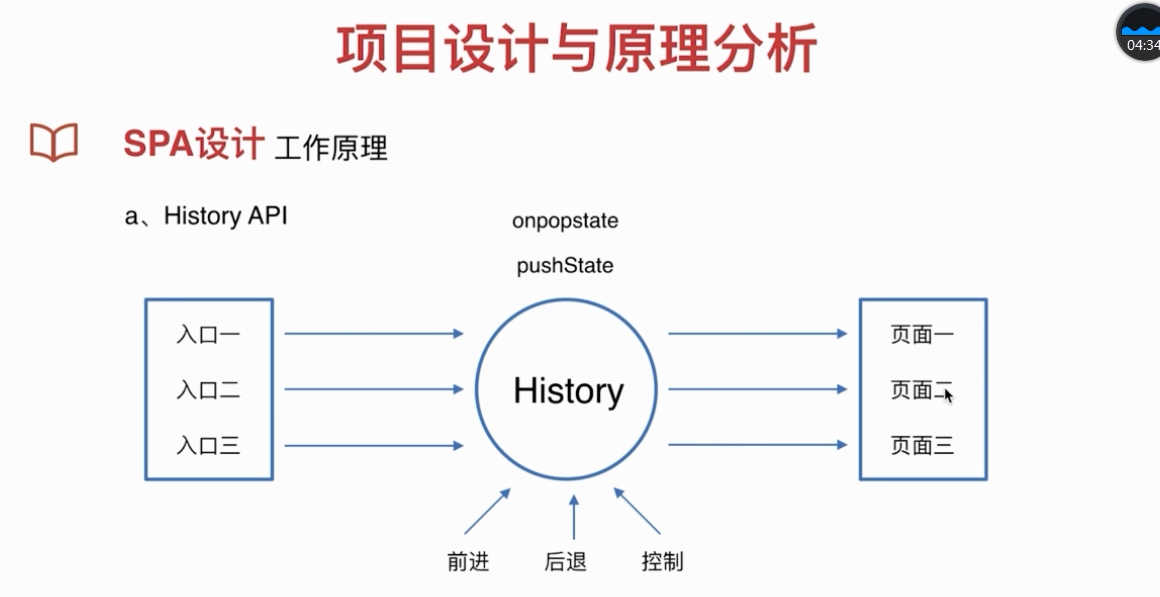 项目设计与原理分析
04:34
SPA设计 工作原理
a、History API
onpopstate
pushState
入口一
入口二
入口三
History
页面一
页面二
页面三
前进
后退
控制